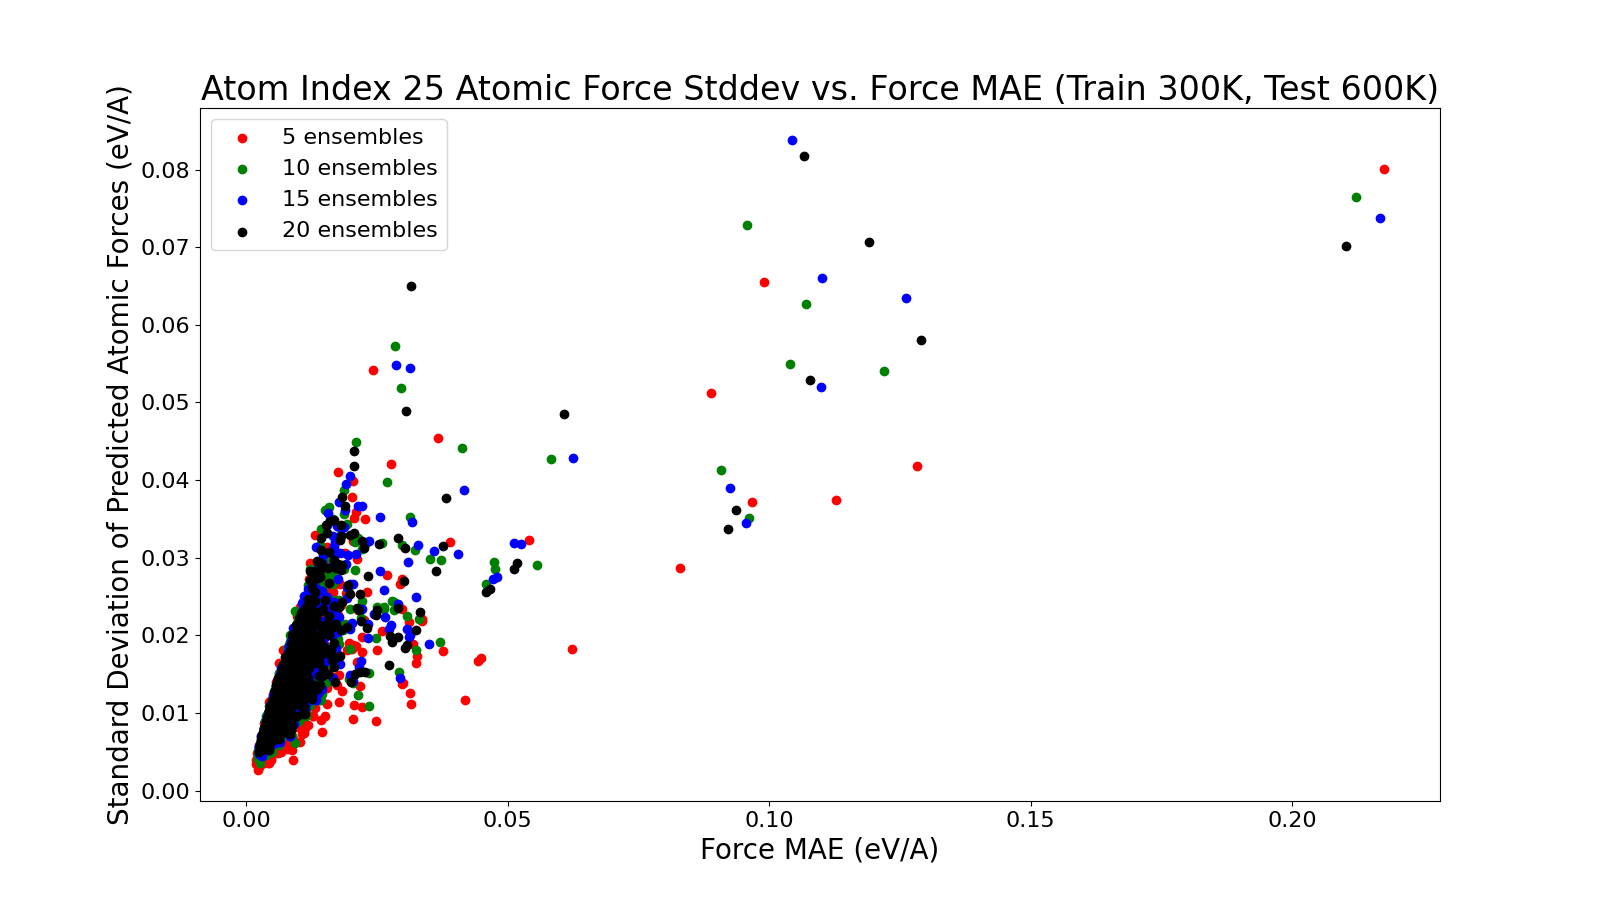 Atom Index 25 Atomic Force Stddev vs. Force MAE (Train 300K, Test 600K)
5 ensembles
10 ensembles
15 ensembles
20 ensembles
Standard Deviation of Predicted Atomic Forces (eV/A)
0.08
0.07
0.06
0.05
0.04
0.03
0.02
0.01
0.00
0.00 0.05 0.10 0.15 0.20
Force MAE (eV/A)